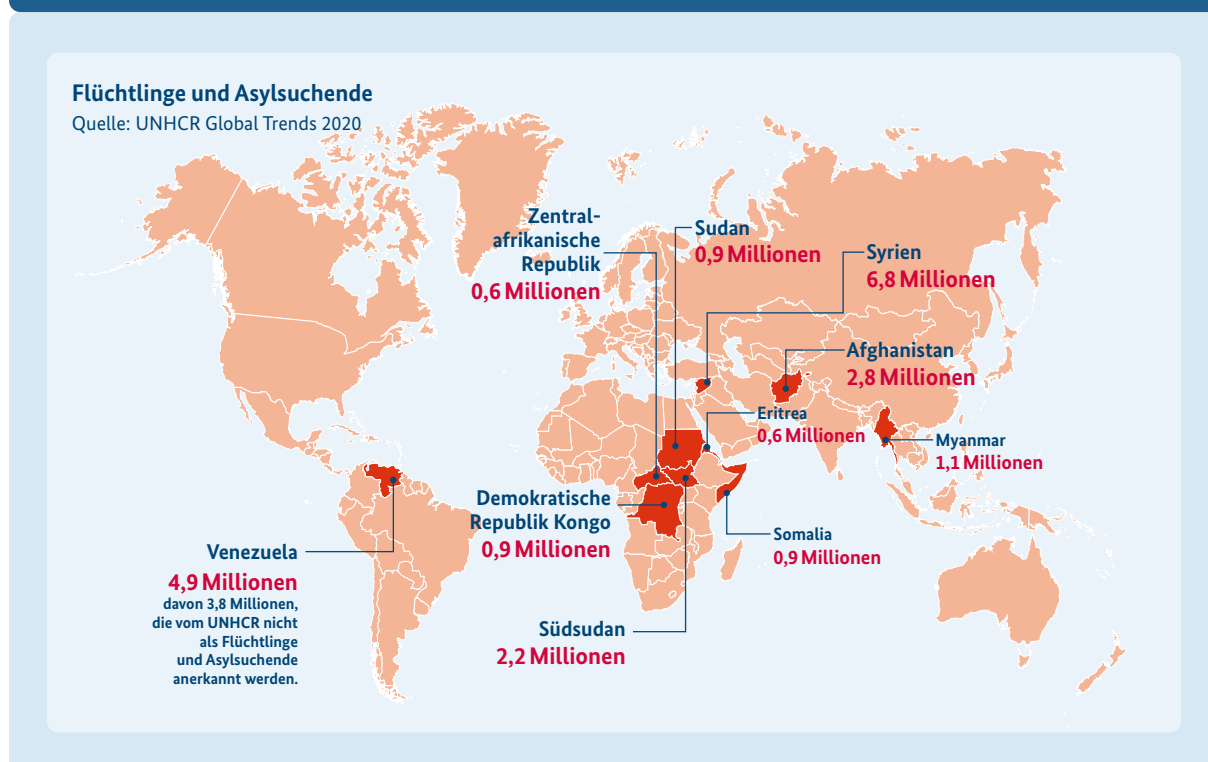 Flüchtlinge und Asylsuchende
Quelle: UNHCR Global Trends 2020
Zentral-
afrikanische
Republik
0,6 Millionen
Sudan
0,9 Millionen
Syrien
6,8 Millionen
Afghanistan
2,8 Millionen
Eritrea
0,6 Millionen
Myanmar
1,1 Millionen
Demokratische
Republik Kongo
0,9 Millionen
Somalia
0,9 Millionen
Venezuela
4,9 Millionen
davon 3,8 Millionen,
die vom UNHCR nicht
als Flüchtlinge
und Asylsuchende
anerkannt werden.
Südsudan
2,2 Millionen